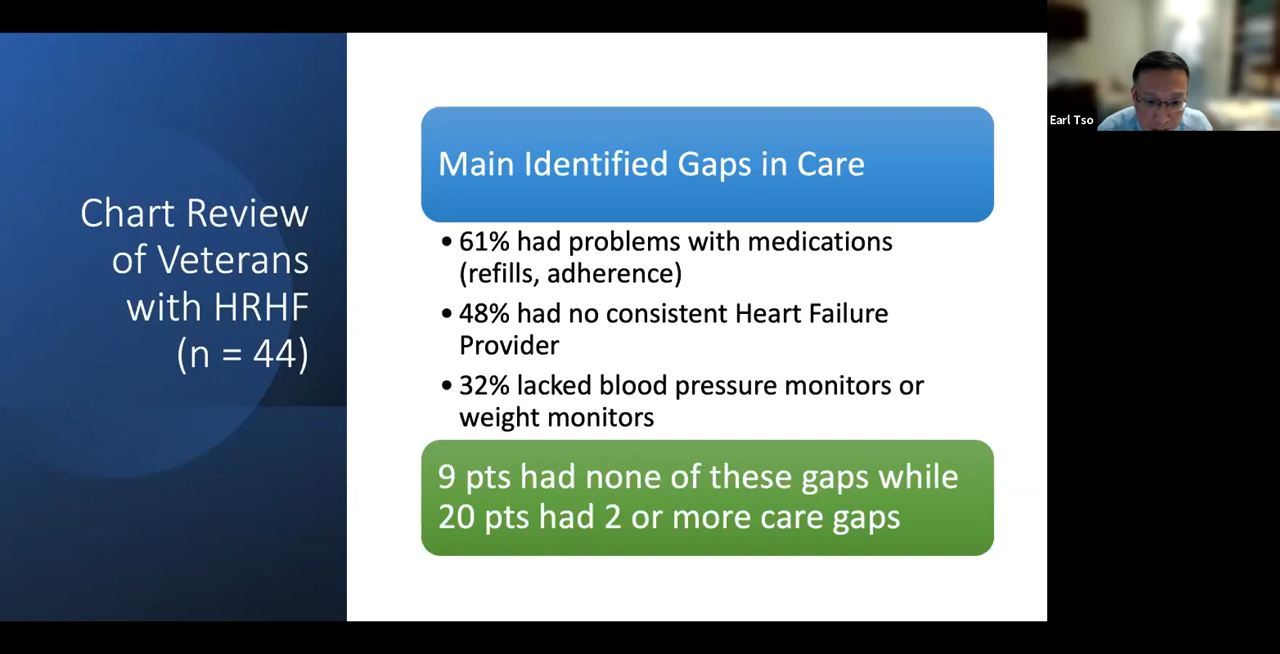 Chart Review
of Veterans
with HRHF
(n = 44)
Main Identified Gaps in Care
• 61% had problems with medications
(refills, adherence)
• 48% had no consistent Heart Failure
Provider
• 32% lacked blood pressure monitors or
weight monitors
9 pts had none of these gaps while
20 pts had 2 or more care gaps
Earl Tso